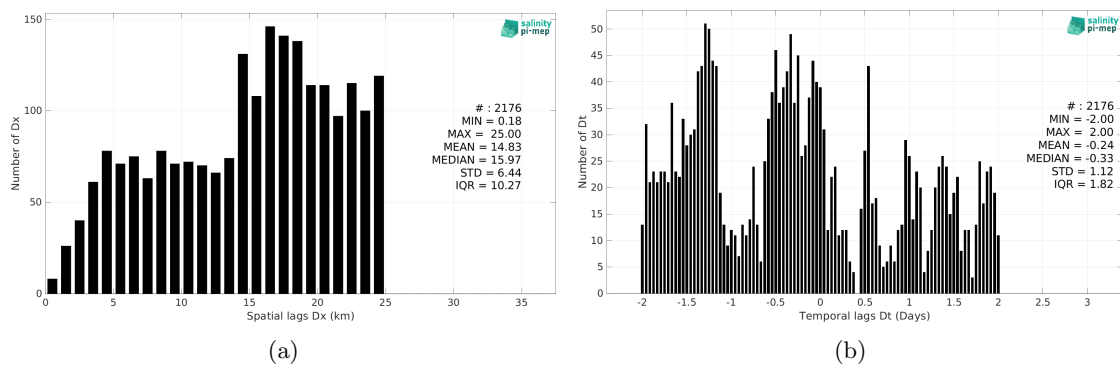 150
100
50
0
0 5 10 15 20 25 30 35
Number of Dx
Spatial lags Dx (km)
salinity
pi-mep
# : 2176
MIN = 0.18
MAX = 25.00
MEAN = 14.83
MEDIAN = 15.97
STD = 6.44
IQR = 10.27
(a)
50
45
40
35
30
25
20
15
10
5
0
-2 -1.5 -1 -0.5 0 0.5 1 1.5 2 2.5 3
Number of Dt
Temporal lags Dt (Days)
salinity
pi-mep
# : 2176
MIN = -2.00
MAX = 2.00
MEAN = -0.24
MEDIAN = -0.33
STD = 1.12
IQR = 1.82
(b)